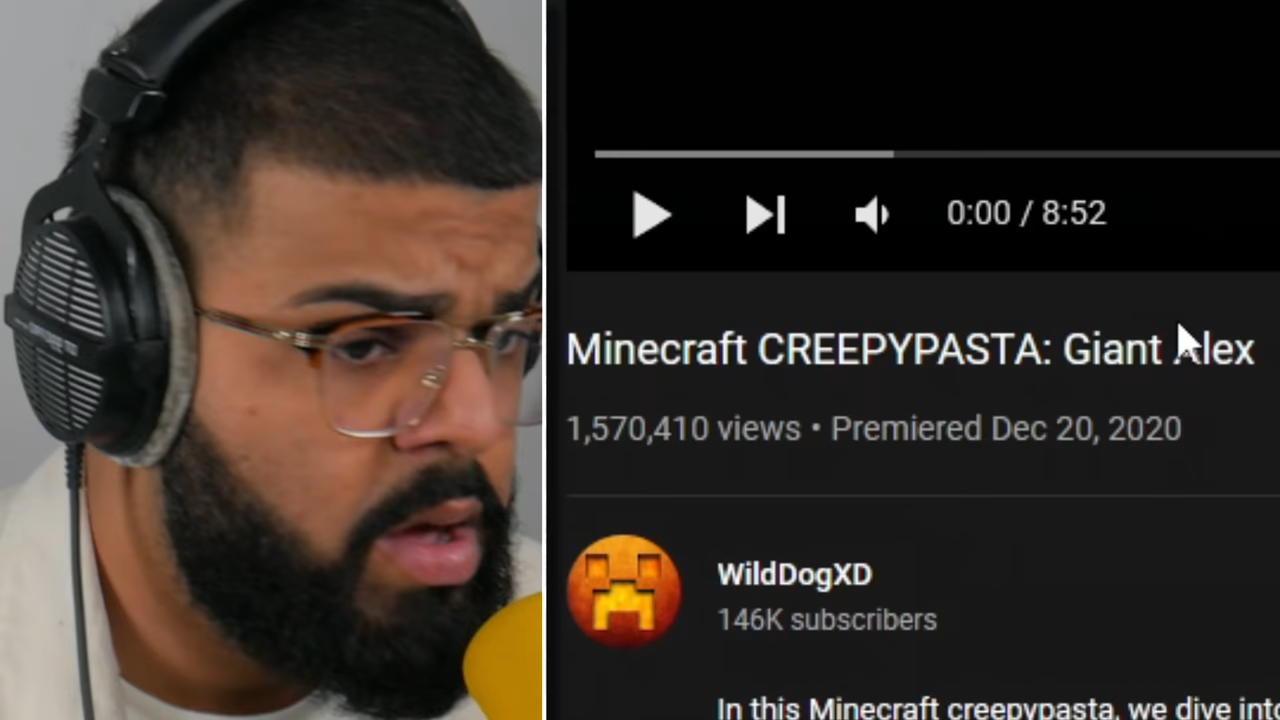 0:00 / 8:52
Minecraft CREEPYPASTA: Giant Alex
1,570,410 views • Premiered Dec 20, 2020
WildDogXD
146K subscribers
In this Minecraft creepypasta, we dive into